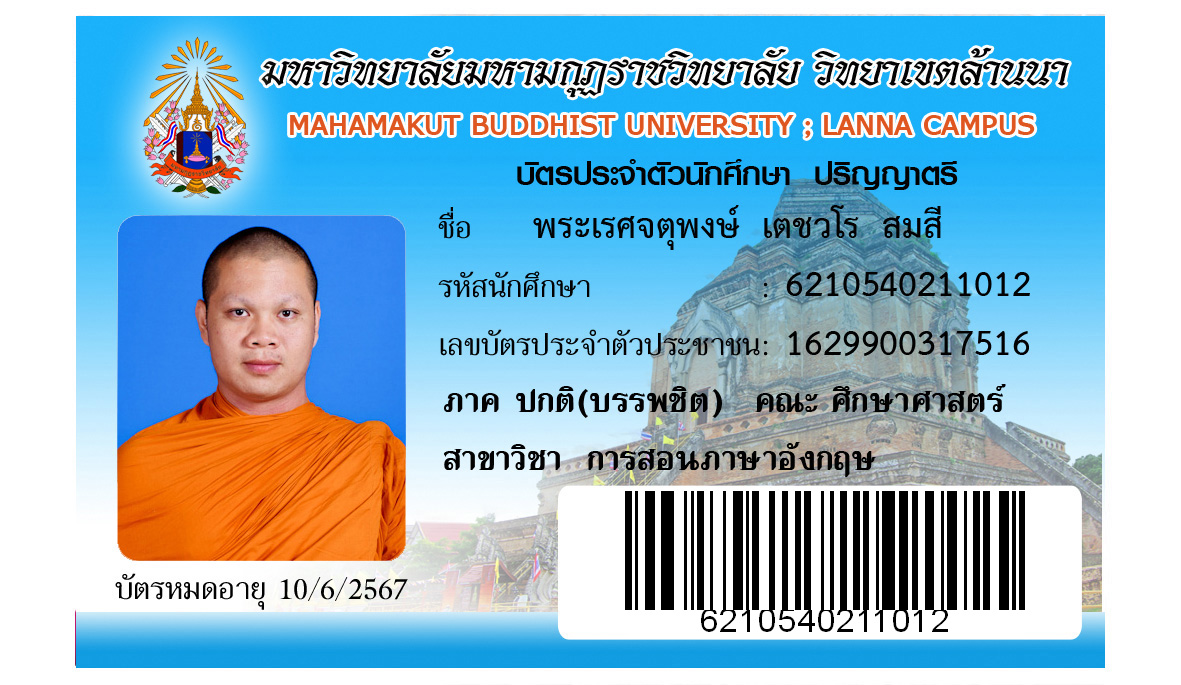 มหาวิทยาลัยมหามกุฏราชวิทยาลัย วิทยาเขตล้านนา
MAHAMAKUT BUDDHIST UNIVERSITY ; LANNA CAMPUS
บัตรประจำตัวนักศึกษา ปริญญาตรี
ชื่อ พระเรศจตุพงษ์ เตชวโร สมสี
รหัสนักศึกษา : 6210540211012
เลขบัตรประจำตัวประชาชน: 1629900317516
ภาค ปกติ(บรรพชิต) คณะ ศึกษาศาสตร์
สาขาวิชา การสอนภาษาอังกฤษ
บัตรหมดอายุ 10/6/2567
6210540211012